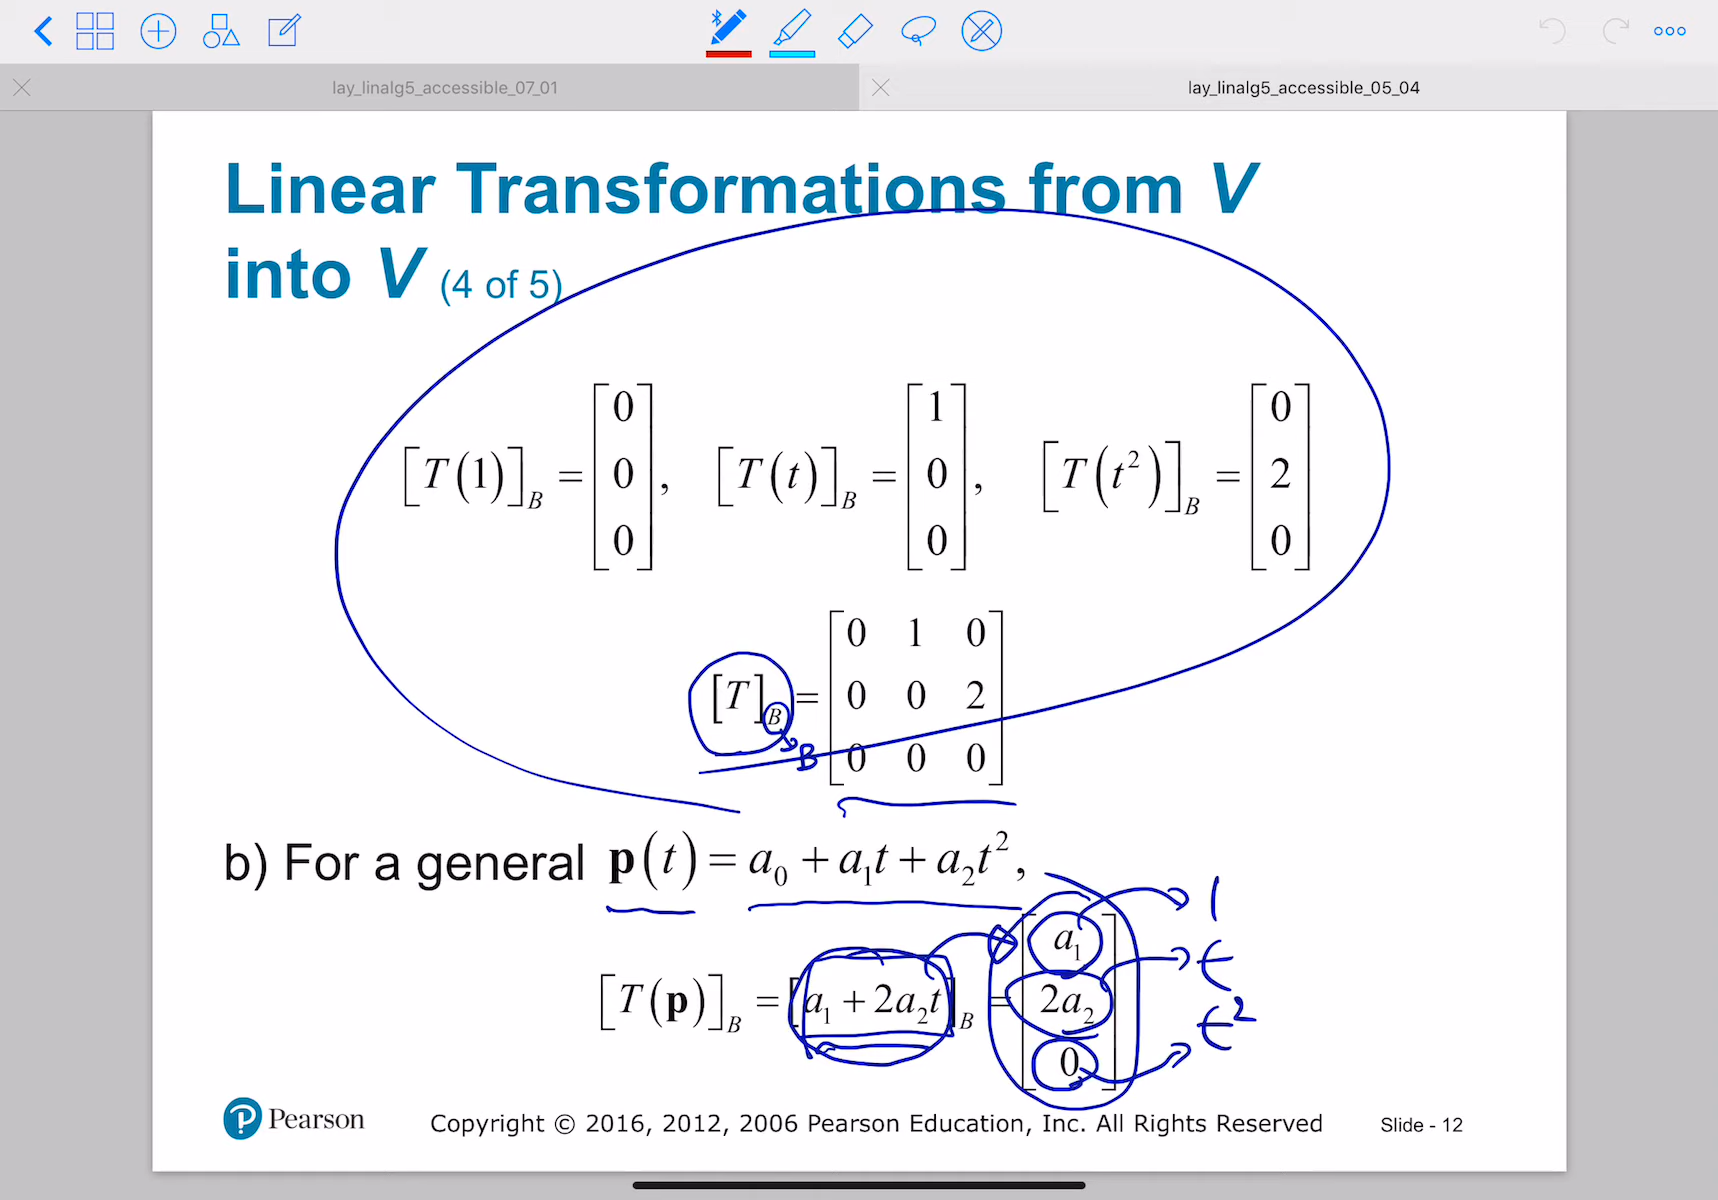 lay_linalg5_accessible_07_01
lay_linalg5_accessible_05_04
Linear Transformations from V
into V (4 of 5)
[T(1)]_B = [0 0 0], [T(t)]_B = [1 0 0], [T(t²)]_B = [0 2 0]
[T]_B = [0 1 0; 0 0 2; 0 0 0]
B
b) For a general p(t) = a₀ + a₁t + a₂t²,
[T(p)]_B = [a₁ + 2a₂t]_B = [a₁ 2a₂ 0]
1
t
t²
P Pearson
Copyright © 2016, 2012, 2006 Pearson Education, Inc. All Rights Reserved
Slide - 12